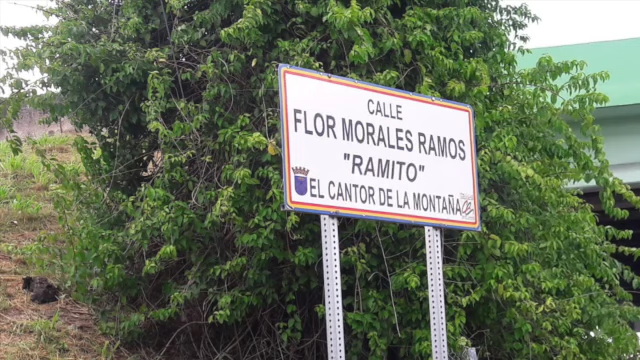 CALLE
FLOR MORALES RAMOS
"RAMITO"
EL CANTOR DE LA MONTAÑA